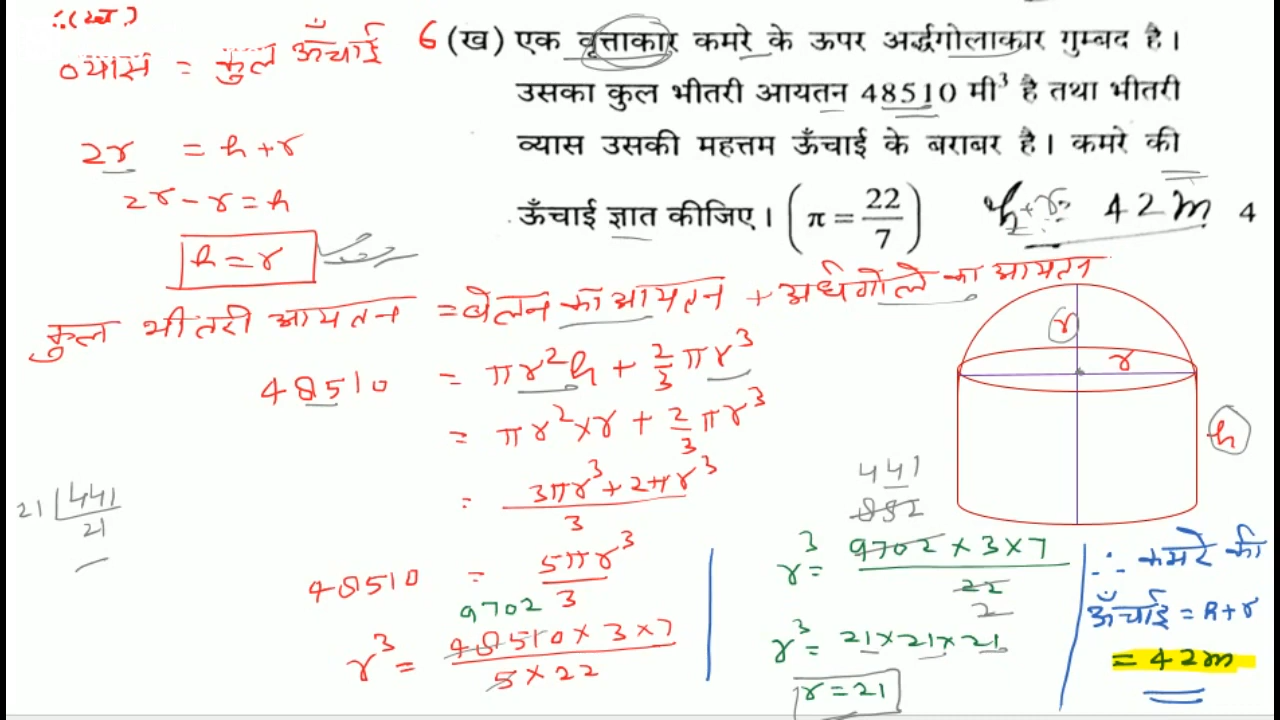 ∴(ख)
व्यास = कुल ऊँचाई
2r = h+r
2r - r = h
h = r
6 (ख) एक वृत्ताकार कमरे के ऊपर अर्द्धगोलाकार गुम्बद है।
उसका कुल भीतरी आयतन 48510 मी³ है तथा भीतरी
व्यास उसकी महत्तम ऊँचाई के बराबर है। कमरे की
ऊँचाई ज्ञात कीजिए। (π = 22/7) h+r= 42m 4
कुल भीतरी आयतन = बेलन का आयतन + अर्धगोले का आयतन
48510 = πr²h + 2/3 πr³
= πr²×r + 2/3 πr³
= 3πr³+2πr³/3
48510 = 5πr³/3
9702
r³ = 48510×3×7/5×22
21 441
21
441
882
r³= 9702×3×7/22
2
r³= 21×21×21
r=21
∴ कमरे की
ऊँचाई = h+r
= 42m
r
r
h